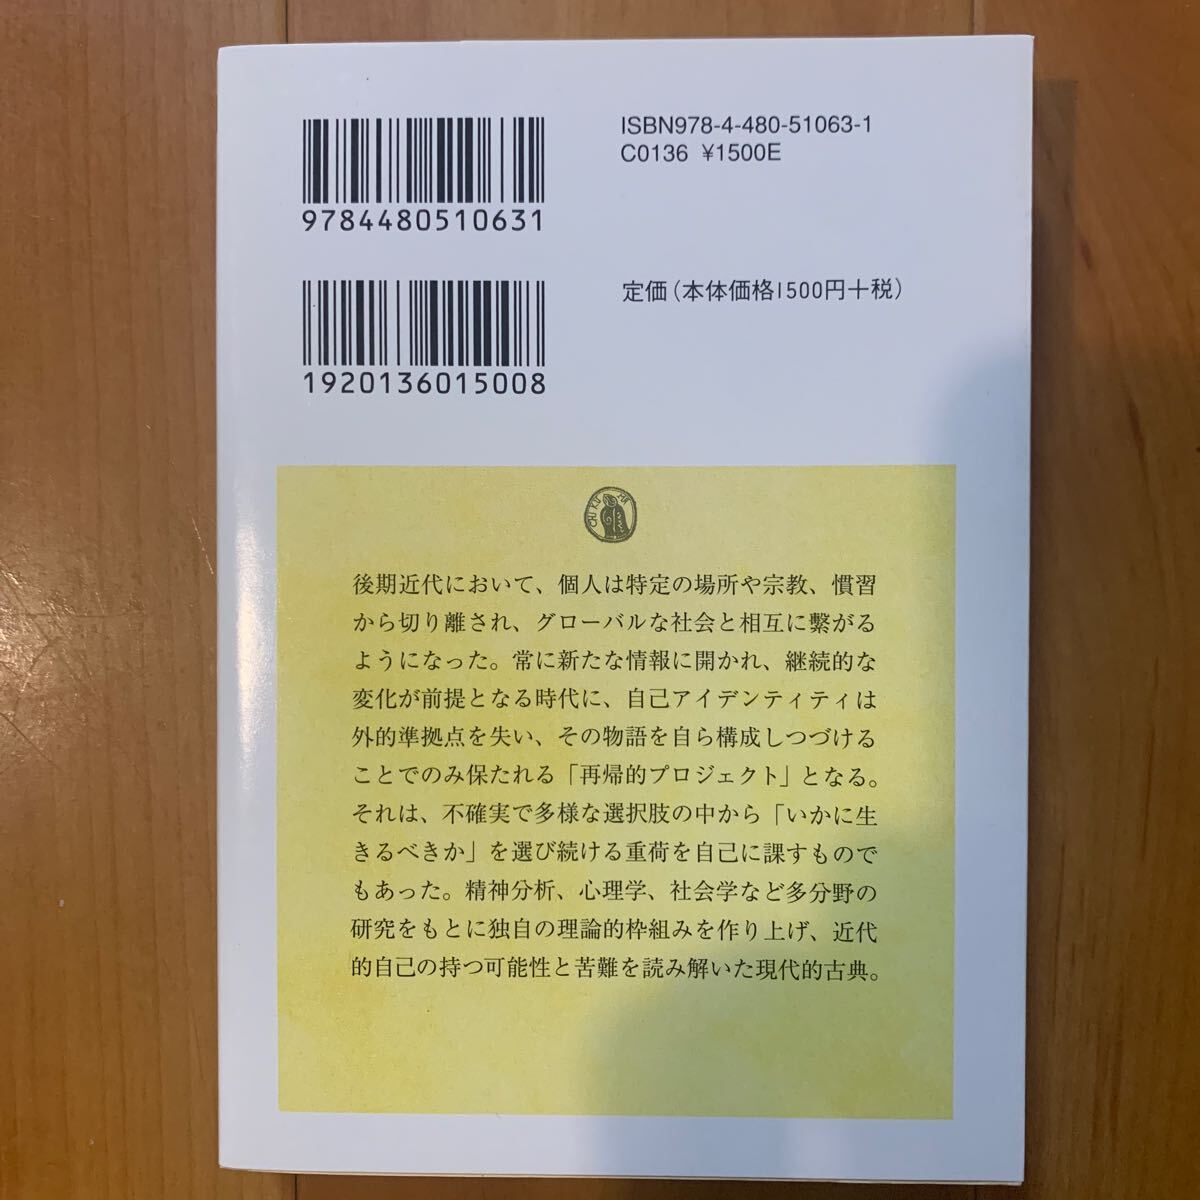 ISBN978-4-480-51063-1
C0136 ¥1500E
9784480510631
定価(本体価格1500円+税)
1920136015008
CHIKUMA
後期近代において、個人は特定の場所や宗教、慣習
から切り離され、グローバルな社会と相互に繫がる
ようになった。常に新たな情報に開かれ、継続的な
変化が前提となる時代に、自己アイデンティティは
外的準拠点を失い、その物語を自ら構成しつづける
ことでのみ保たれる「再帰的プロジェクト」となる。
それは、不確実で多様な選択肢の中から「いかに生
きるべきか」を選び続ける重荷を自己に課すもので
もあった。精神分析、心理学、社会学など多分野の
研究をもとに独自の理論的枠組みを作り上げ、近代
的自己の持つ可能性と苦難を読み解いた現代的古典。